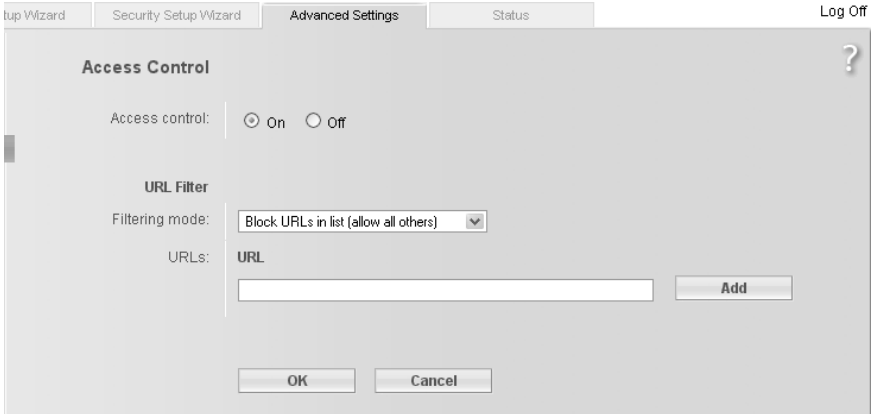 tup Wizard Security Setup Wizard Advanced Settings Status Log Off
Access Control ?
Access control: On Off
URL Filter
Filtering mode: Block URLs in list (allow all others)
URLs: URL
Add
OK Cancel